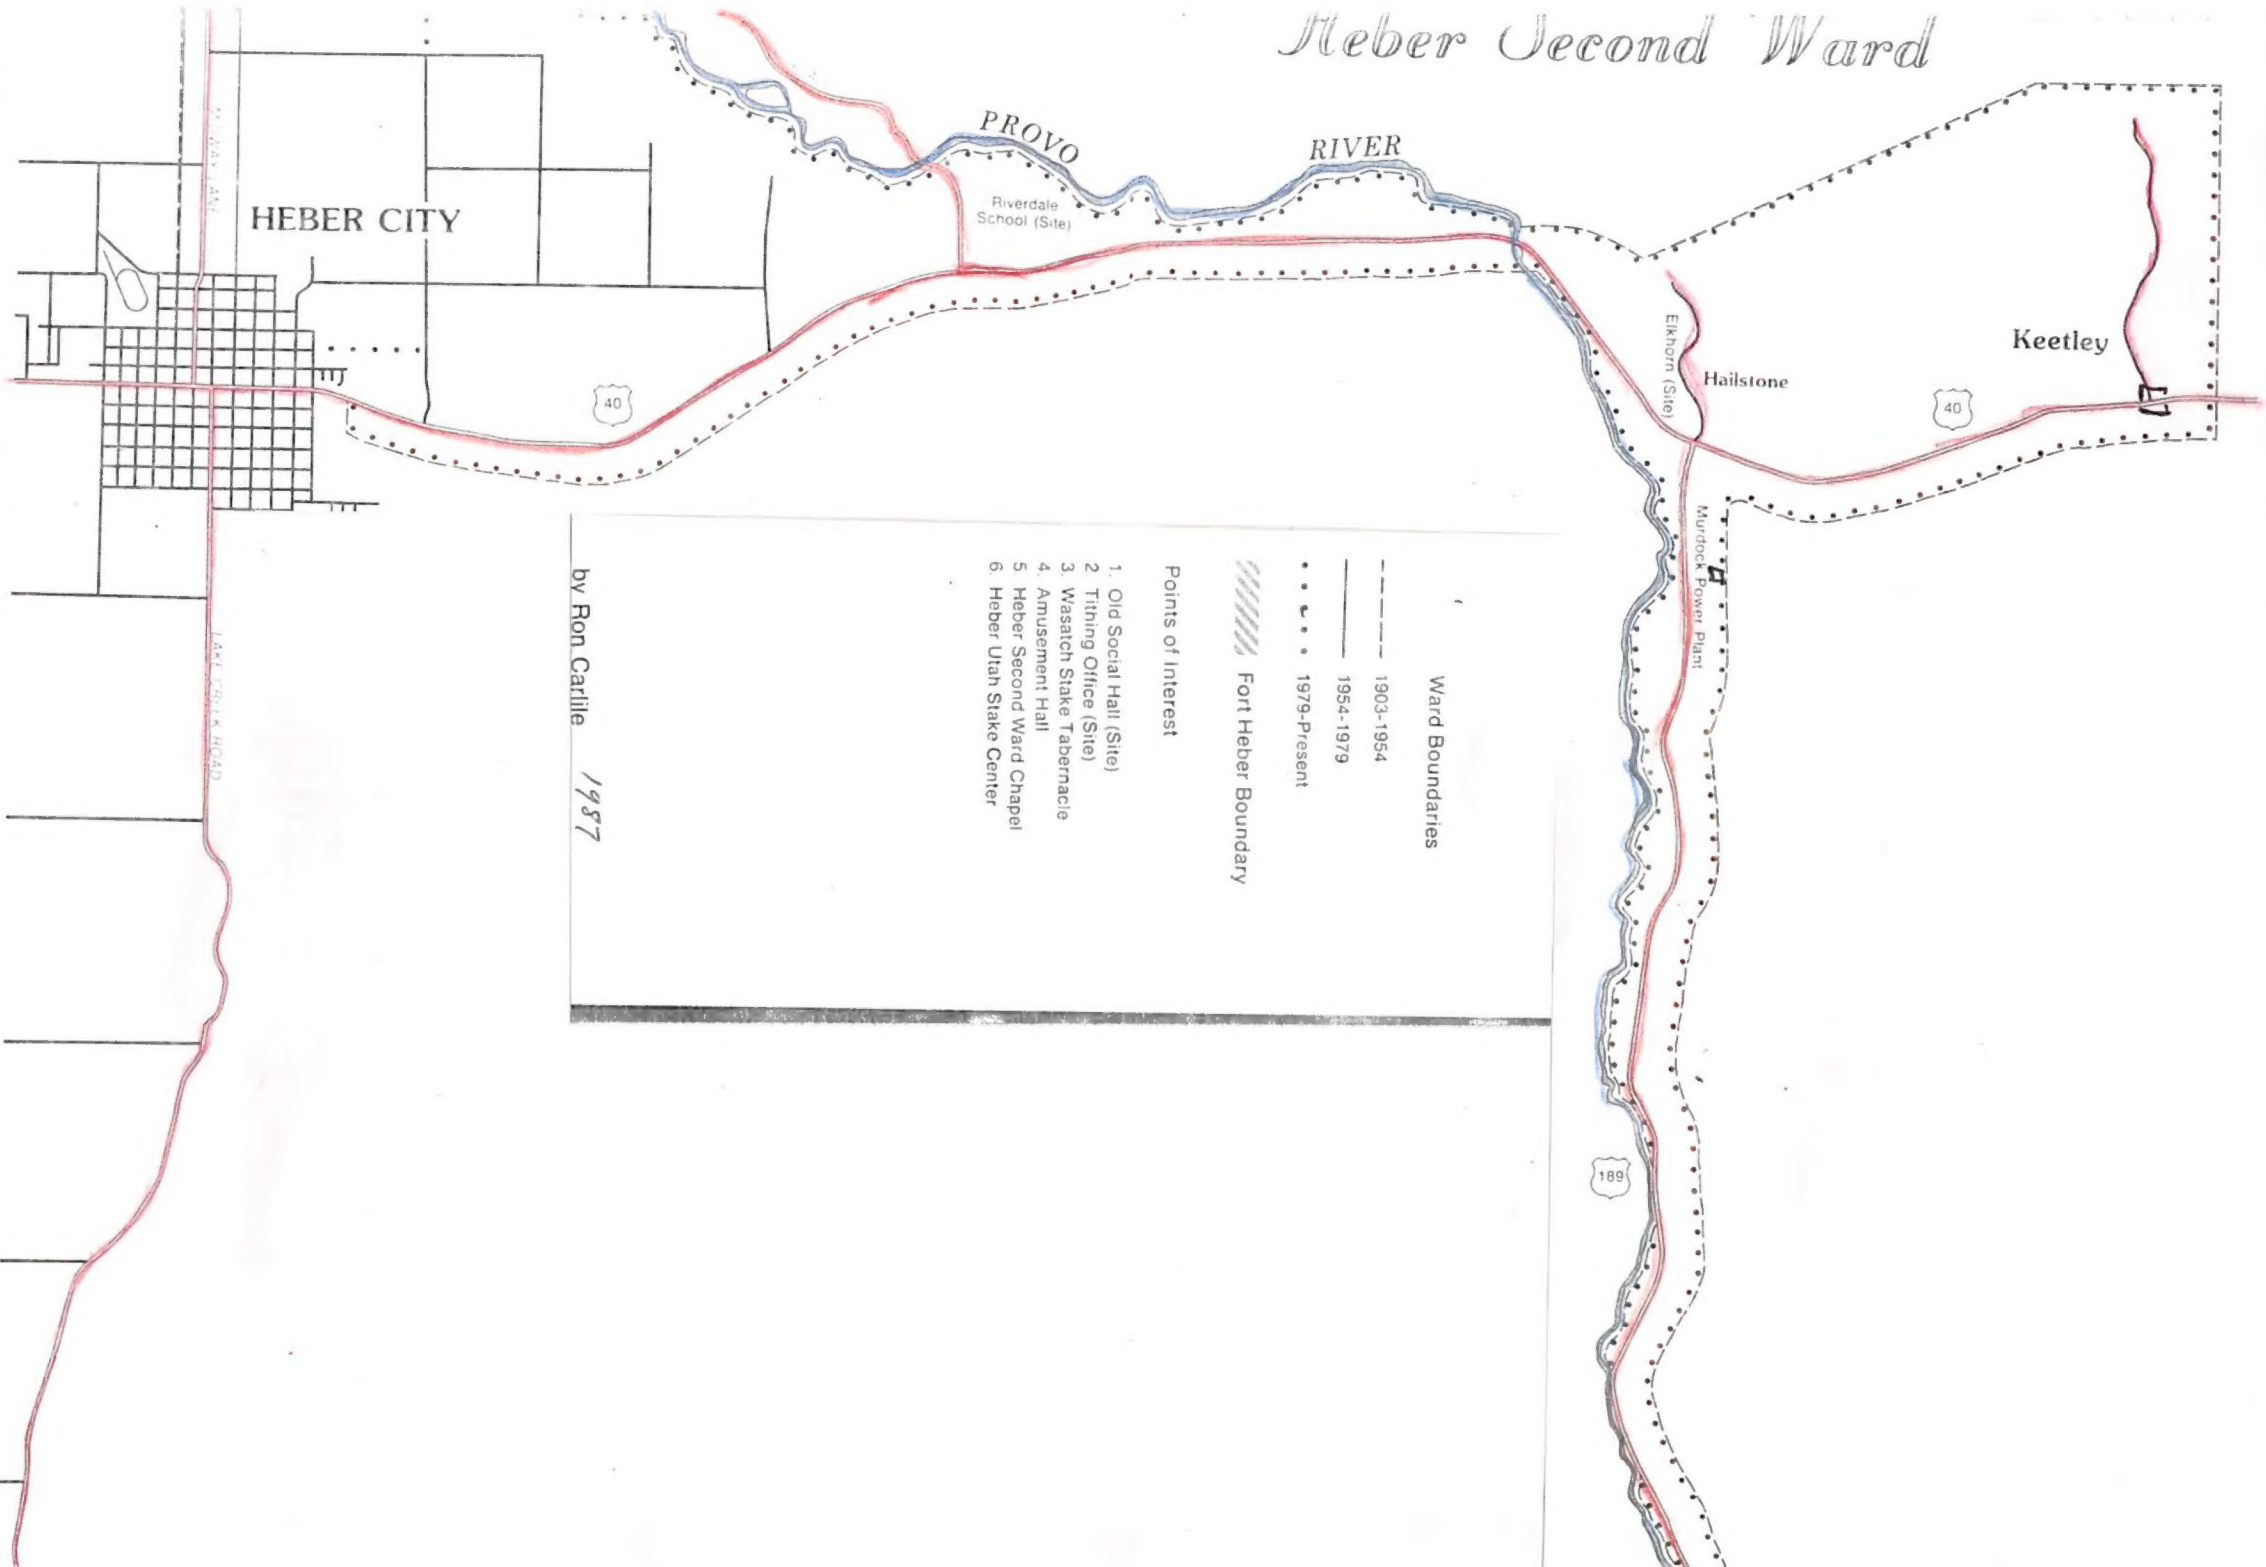 Heber Second Ward
PROVO RIVER
HEBER CITY
Riverdale
School (Site)
Elkhorn (Site)
Hailstone
Keetley
40
40
Murdock Power Plant
LAKE CREEK ROAD
189
Ward Boundaries
1903-1954
1954-1979
1979-Present
Fort Heber Boundary
Points of Interest
1. Old Social Hall (Site)
2. Tithing Office (Site)
3. Wasatch Stake Tabernacle
4. Amusement Hall
5 Heber Second Ward Chapel
6. Heber Utah Stake Center
by Ron Carlile 1987